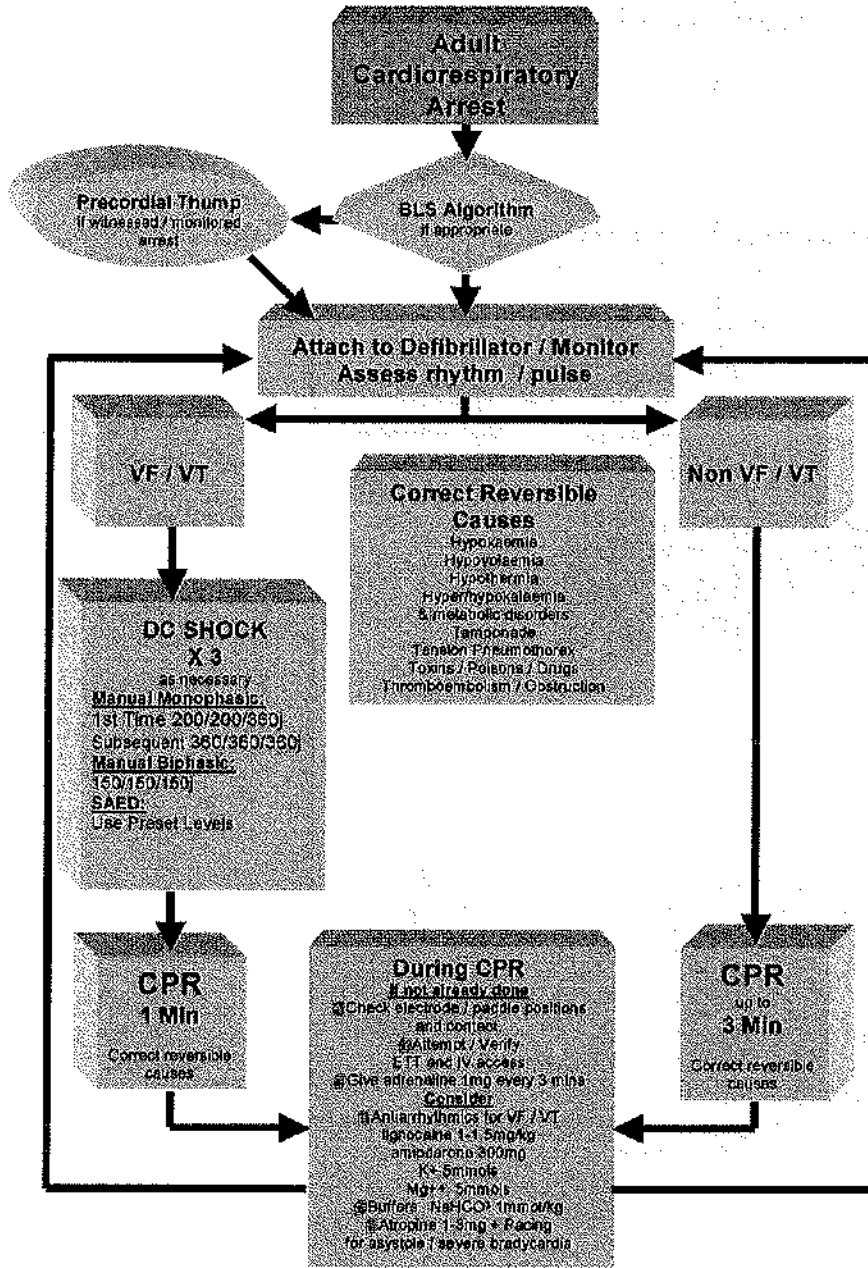 Adult
Cardiorespiratory
Arrest
Precordial Thump
if witnessed / monitored
arrest
BLS Algorithm
if appropriate
Attach to Defibrillator / Monitor
Assess rhythm / pulse
VF / VT
Non VF / VT
Correct Reversible
Causes
Hypovolaemia
Hypothermia
Hyper/hypokalaemia
& metabolic disorders
Tamponade
Tension Pneumothorax
Toxins / Poisons / Drugs
Thromboembolism / Obstruction
DC SHOCK
X 3
as necessary
Manual Monophasic:
1st Time 200/200/360j
Subsequent 360/360/360j
Manual Biphasic:
150/150/150j
SAED:
Use Preset Levels
CPR
1 Min
Correct reversible
causes
During CPR
If not already done
@Check electrode / paddle positions
and contact
@Attempt / Verify
ETT and IV access
@Give adrenaline 1mg every 3 mins
Consider
@Antiarrhythmics for VF / VT
lignocaine 1-1.5mg/kg
amiodarone 300mg
K+ 5mmols
Mg++ 5mmols
@Buffers NaHCO³ 1mmol/kg
@Atropine 1-3mg + Pacing
for asystole / severe bradycardia
CPR
up to
3 Min
Correct reversible
causes